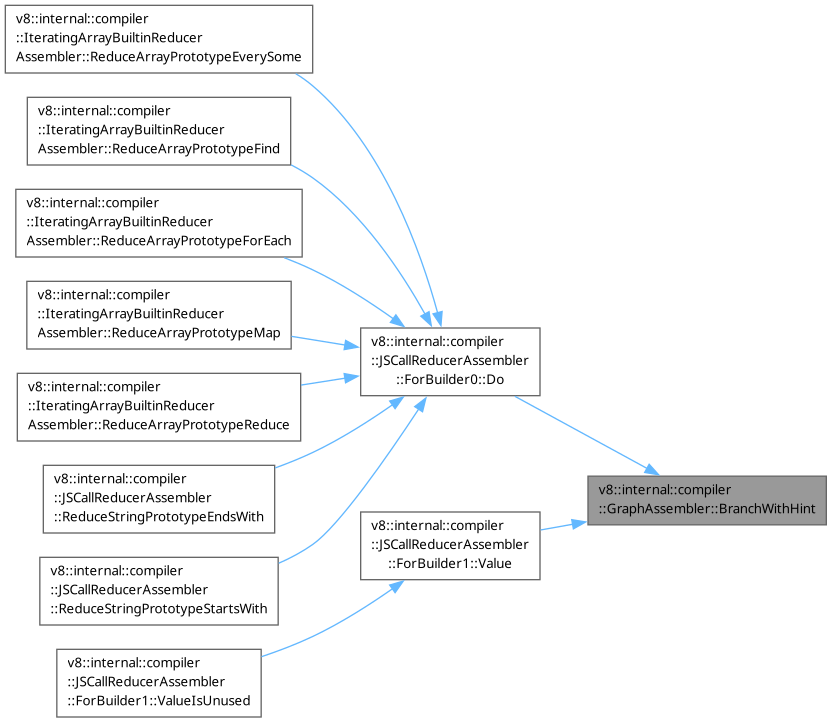 v8::internal::compiler
::IteratingArrayBuiltinReducer
Assembler::ReduceArrayPrototypeEverySome
v8::internal::compiler
::IteratingArrayBuiltinReducer
Assembler::ReduceArrayPrototypeFind
v8::internal::compiler
::IteratingArrayBuiltinReducer
Assembler::ReduceArrayPrototypeForEach
v8::internal::compiler
::IteratingArrayBuiltinReducer
Assembler::ReduceArrayPrototypeMap
v8::internal::compiler
::IteratingArrayBuiltinReducer
Assembler::ReduceArrayPrototypeReduce
v8::internal::compiler
::JSCallReducerAssembler
::ReduceStringPrototypeEndsWith
v8::internal::compiler
::JSCallReducerAssembler
::ReduceStringPrototypeStartsWith
v8::internal::compiler
::JSCallReducerAssembler
::ForBuilder1::ValueIsUnused
v8::internal::compiler
::JSCallReducerAssembler
::ForBuilder0::Do
v8::internal::compiler
::JSCallReducerAssembler
::ForBuilder1::Value
v8::internal::compiler
::GraphAssembler::BranchWithHint